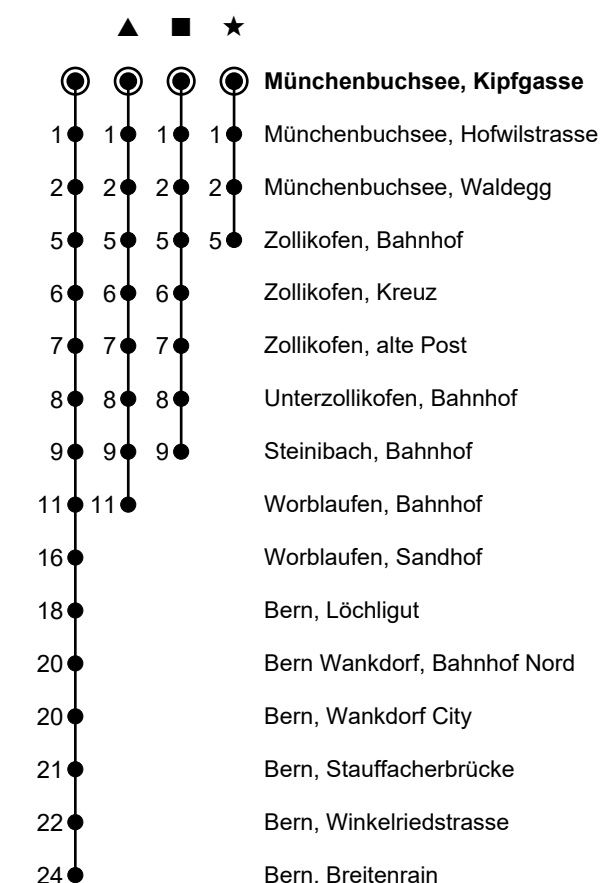 ▲ ■ ★
Münchenbuchsee, Kipfgasse
1 1 1 1 Münchenbuchsee, Hofwilstrasse
2 2 2 2 Münchenbuchsee, Waldegg
5 5 5 5 Zollikofen, Bahnhof
6 6 6 Zollikofen, Kreuz
7 7 7 Zollikofen, alte Post
8 8 8 Unterzollikofen, Bahnhof
9 9 9 Steinibach, Bahnhof
11 11 Worblaufen, Bahnhof
16 Worblaufen, Sandhof
18 Bern, Löchligut
20 Bern Wankdorf, Bahnhof Nord
20 Bern, Wankdorf City
21 Bern, Stauffacherbrücke
22 Bern, Winkelriedstrasse
24 Bern, Breitenrain